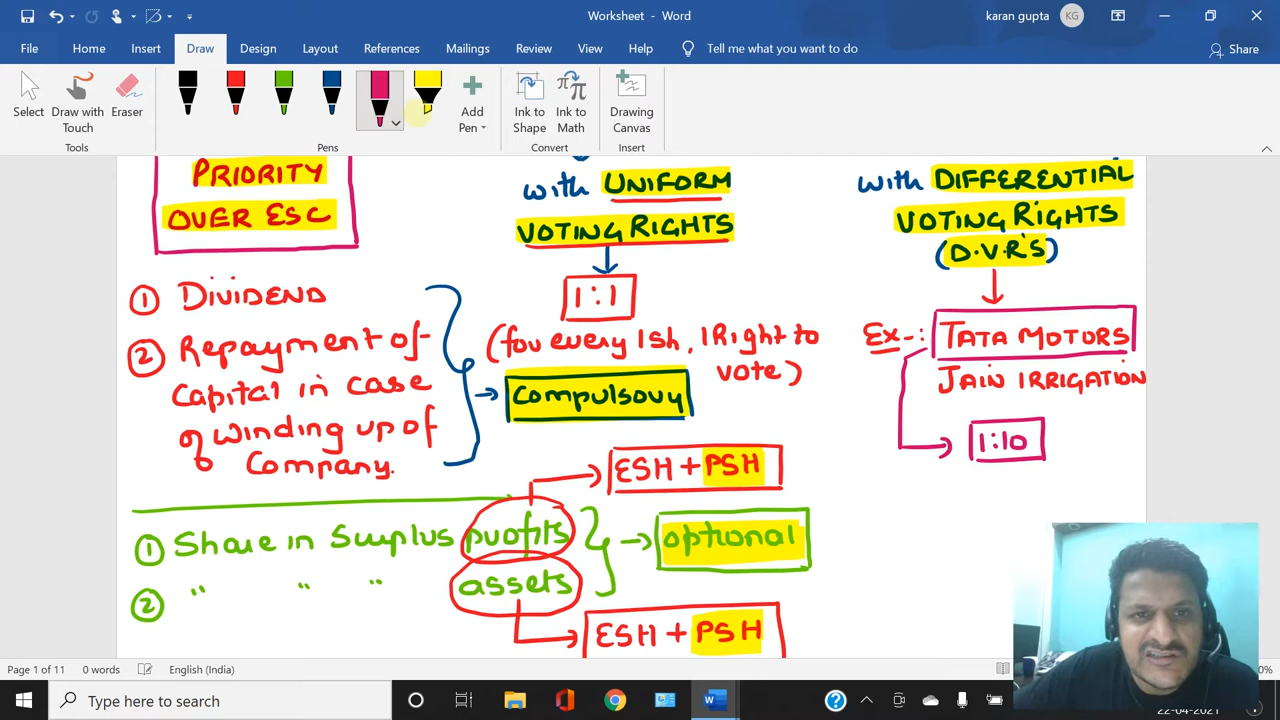 Worksheet - Word
karan gupta
KG
File Home Insert Draw Design Layout References Mailings Review View Help Tell me what you want to do
Share
Select
Draw with
Touch
Eraser
Add
Pen
Ink to
Shape
Ink to
Math
Drawing
Canvas
Tools
Pens
Convert
Insert
PRIORITY
OVER ESC
with UNIFORM
VOTING RIGHTS
with DIFFERENTIAL
VOTING RIGHTS
(D.V.R'S)
① DIVIDEND
② Repayment of
Capital in case
of winding up of
Company.
1:1
(for every 1sh, 1Right to
vote)
Compulsory
Ex-: TATA MOTORS
JAIN IRRIGATION
1:10
ESH + PSH
① Share in Surplus profits
② " " " assets
optional
ESH + PSH
Page 1 of 11 0 words English (India)
0%
Type here to search
22-04-2021